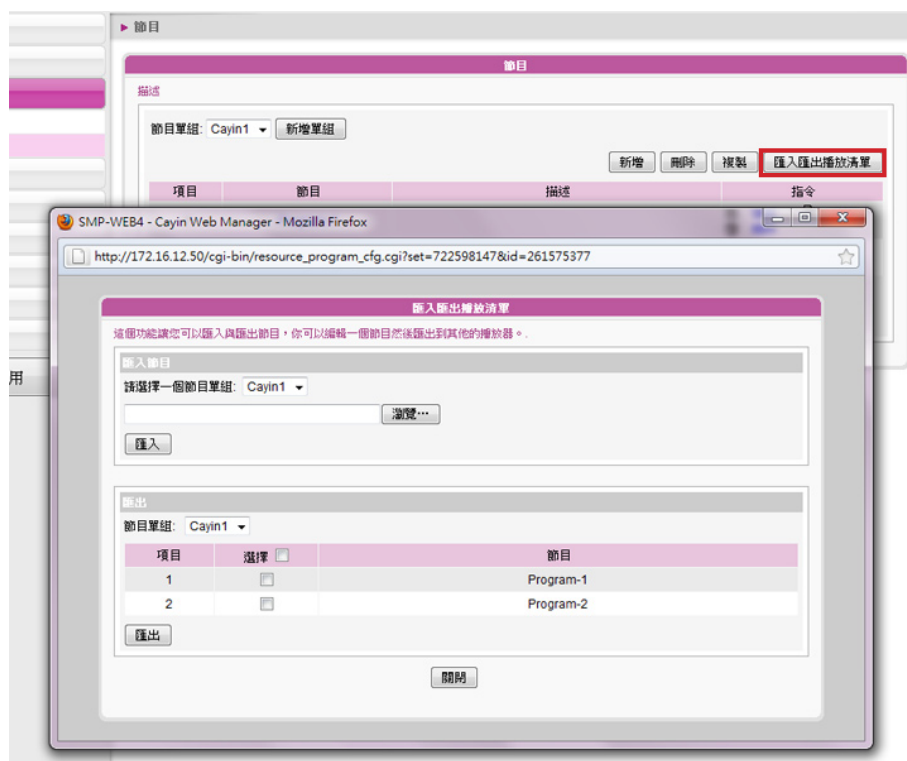 節目
節目
描述
節目單組: Cayin1 新增單組
新增 刪除 複製 匯入匯出播放清單
項目 節目 描述 指令
SMP-WEB4 - Cayin Web Manager - Mozilla Firefox
http://172.16.12.50/cgi-bin/resource_program_cfg.cgi?set=722598147&id=261575377
匯入匯出播放清單
這個功能讓您可以匯入與匯出節目，你可以編輯一個節目然後匯出到其他的播放器。.
用
匯入節目
請選擇一個節目單組: Cayin1
瀏覽…
匯入
匯出
節目單組: Cayin1
項目 選擇 節目
1 Program-1
2 Program-2
匯出
關閉